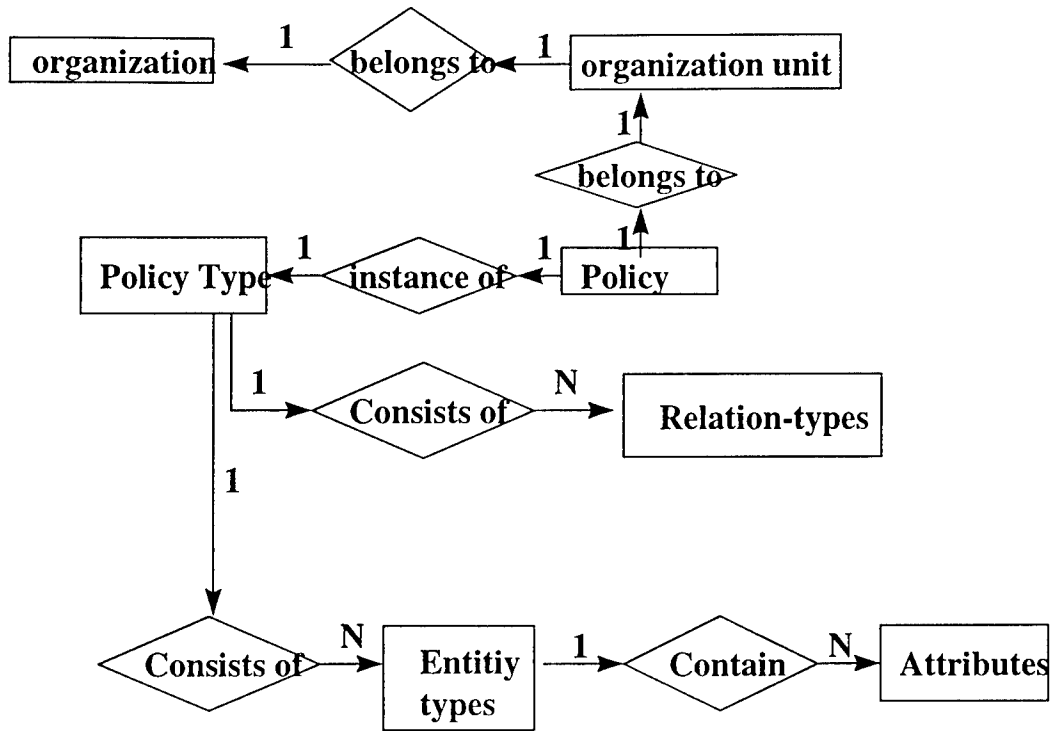 organization
1
belongs to
1
organization unit
1
belongs to
1
Policy Type
1
instance of
1
Policy
1
Consists of
N
Relation-types
1
Consists of
N
Entitiy
types
1
Contain
N
Attributes